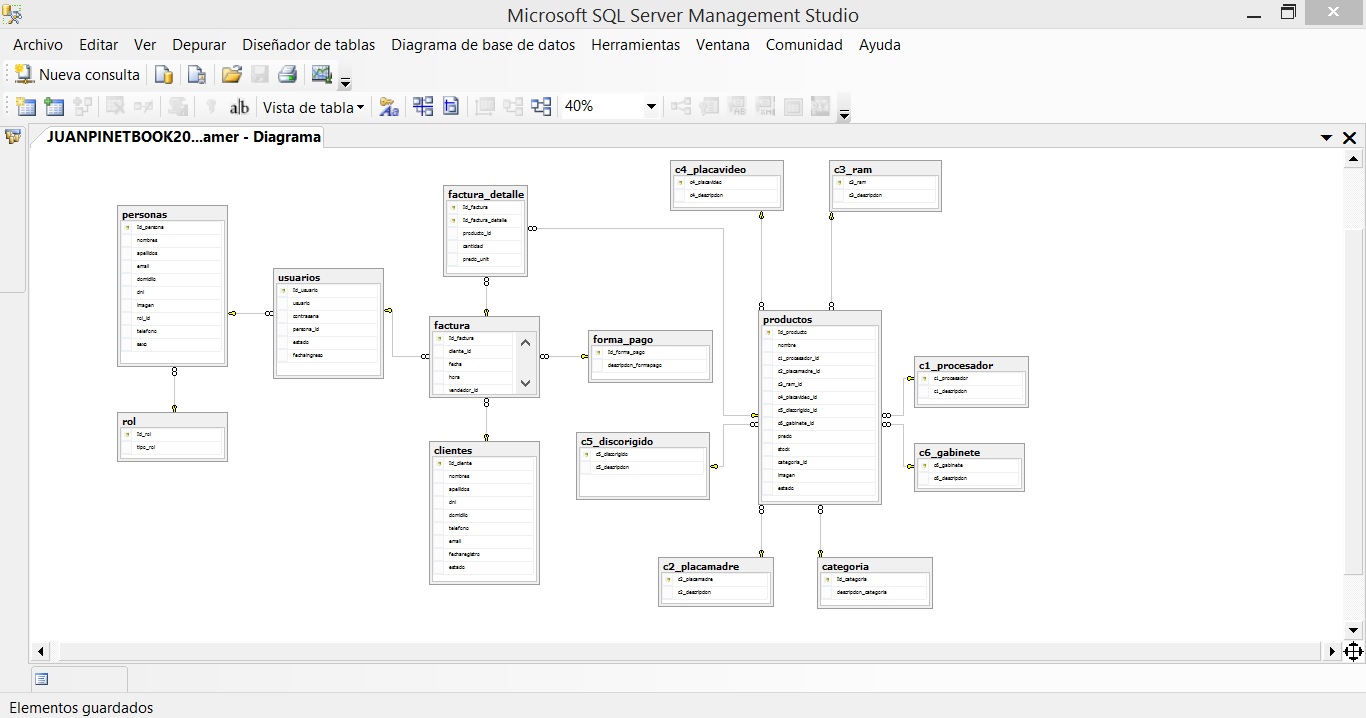 Microsoft SQL Server Management Studio
Archivo Editar Ver Depurar Diseñador de tablas Diagrama de base de datos Herramientas Ventana Comunidad Ayuda
Nueva consulta
Vista de tabla
40%
JUANPINETBOOK20...amer - Diagrama
personas
Id_persona
nombres
apellidos
email
domicilio
dni
imagen
rol_id
telefono
sexo
rol
Id_rol
tipo_rol
usuarios
Id_usuario
usuario
contrasena
persona_id
estado
fechaingreso
factura_detalle
Id_factura
Id_factura_detalle
producto_id
cantidad
precio_unit
factura
Id_factura
cliente_id
fecha
hora
vendedor_id
clientes
Id_cliente
nombres
apellidos
dni
domicilio
telefono
email
fecharegistro
estado
forma_pago
Id_forma_pago
descripcion_formapago
c5_discorigido
c5_discorigido
c5_descripcion
c4_placavideo
c4_placavideo
c4_descripcion
c3_ram
c3_ram
c3_descripcion
productos
Id_producto
nombre
c1_procesador_id
c2_placamadre_id
c3_ram_id
c4_placavideo_id
c5_discorigido_id
c6_gabinete_id
precio
stock
categoria_id
imagen
estado
c1_procesador
c1_procesador
c1_descripcion
c6_gabinete
c6_gabinete
c6_descripcion
c2_placamadre
c2_placamadre
c2_descripcion
categoria
Id_categoria
descripcion_categoria
Elementos guardados